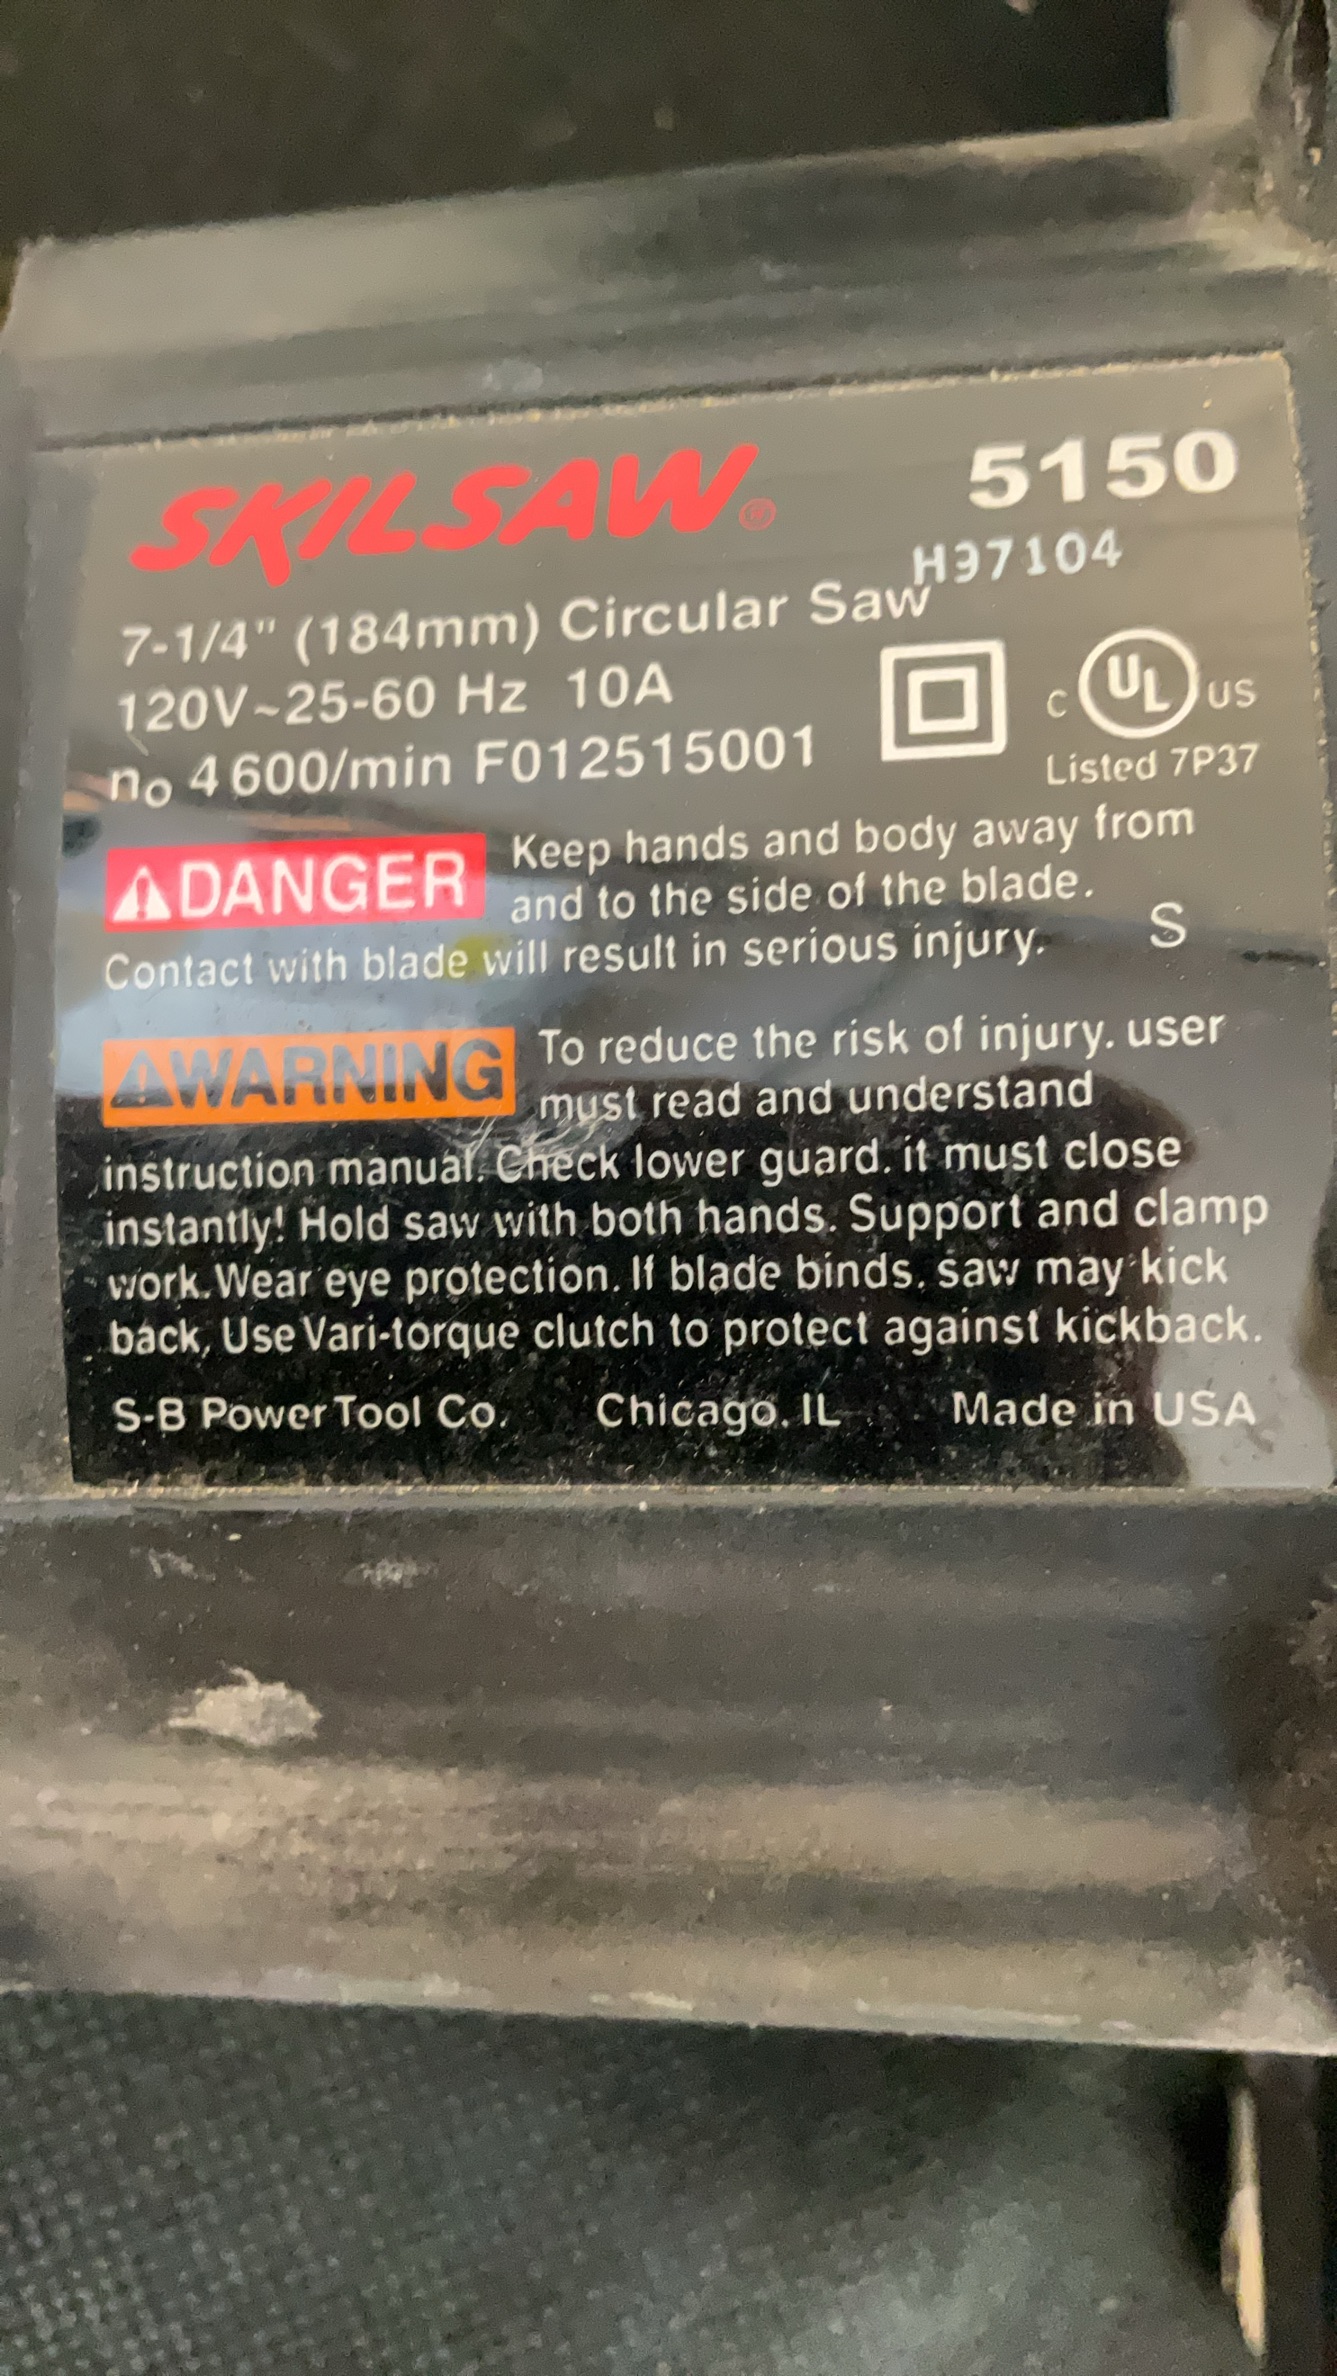 SKILSAW® 5150
H97104
7-1/4" (184mm) Circular Saw
120V~25-60 Hz 10A
no 4600/min F012515001
C UL US
Listed 7P37
DANGER Keep hands and body away from
and to the side of the blade.
Contact with blade will result in serious injury. S
WARNING To reduce the risk of injury, user
must read and understand
instruction manual. Check lower guard, it must close
instantly! Hold saw with both hands. Support and clamp
work. Wear eye protection. If blade binds, saw may kick
back, Use Vari-torque clutch to protect against kickback.
S-B Power Tool Co. Chicago, IL Made in USA